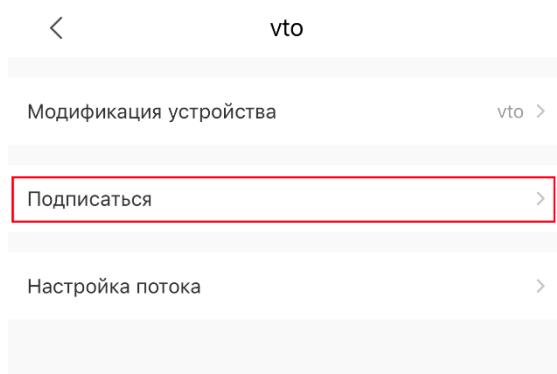 vto
Модификация устройства vto
Подписаться
Настройка потока